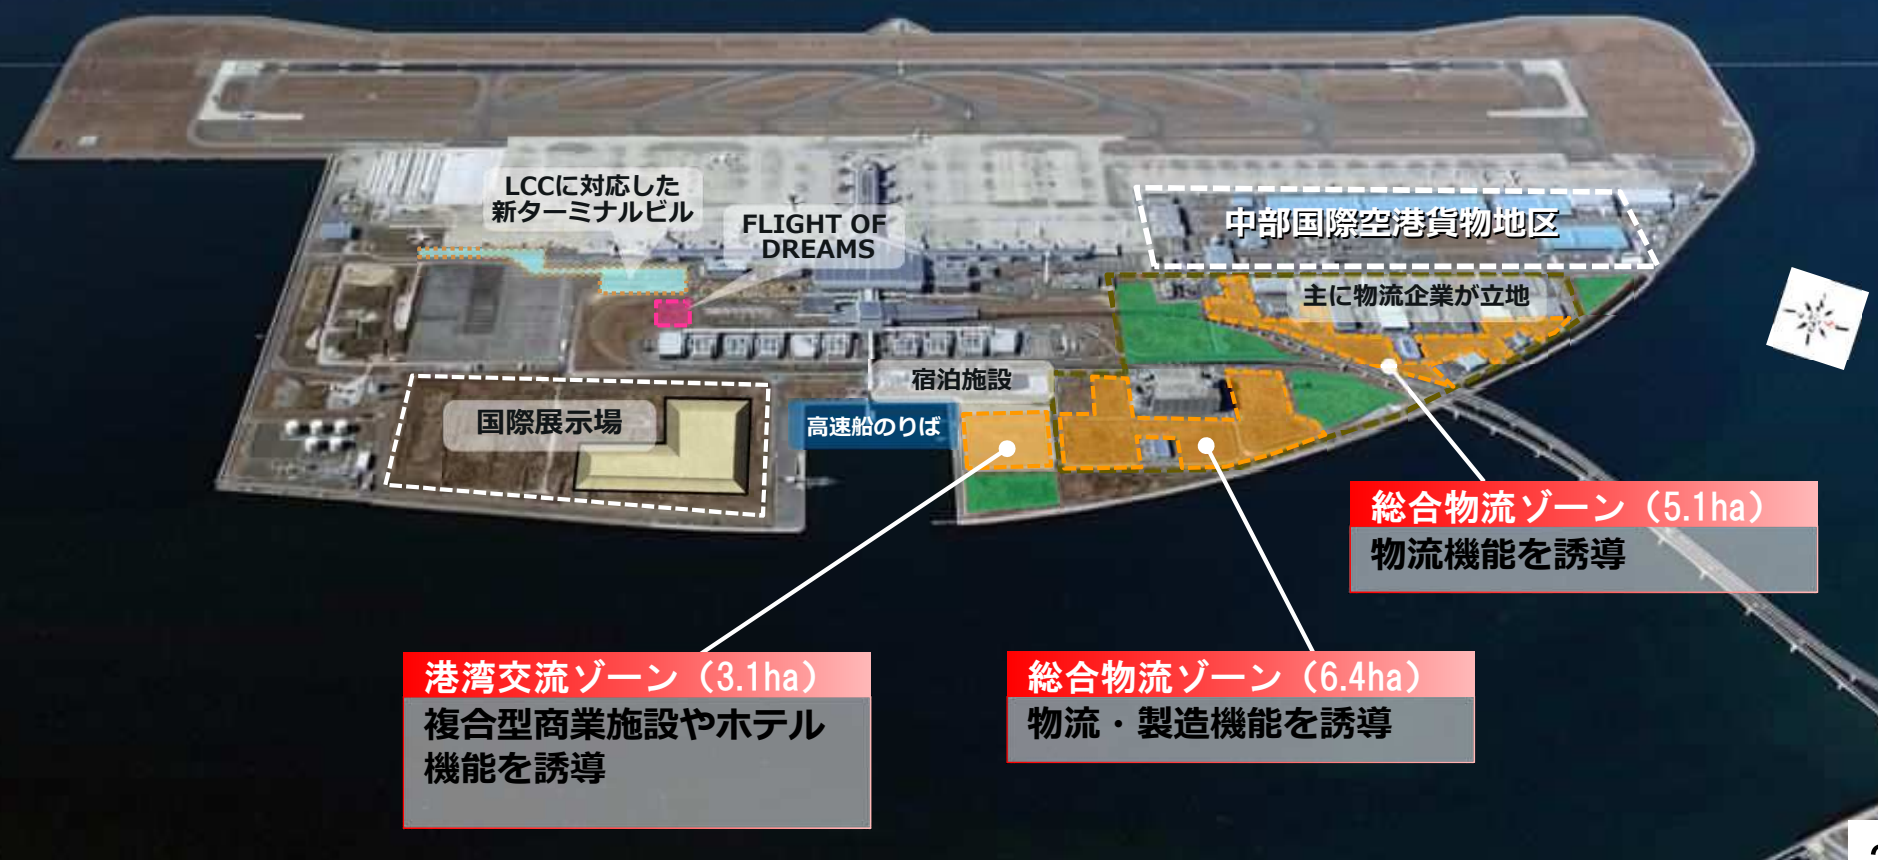 LCCに対応した
新ターミナルビル
FLIGHT OF
DREAMS
中部国際空港貨物地区
主に物流企業が立地
宿泊施設
国際展示場
高速船のりば
総合物流ゾーン（5.1ha）
物流機能を誘導
港湾交流ゾーン（3.1ha）
複合型商業施設やホテル
機能を誘導
総合物流ゾーン（6.4ha）
物流・製造機能を誘導